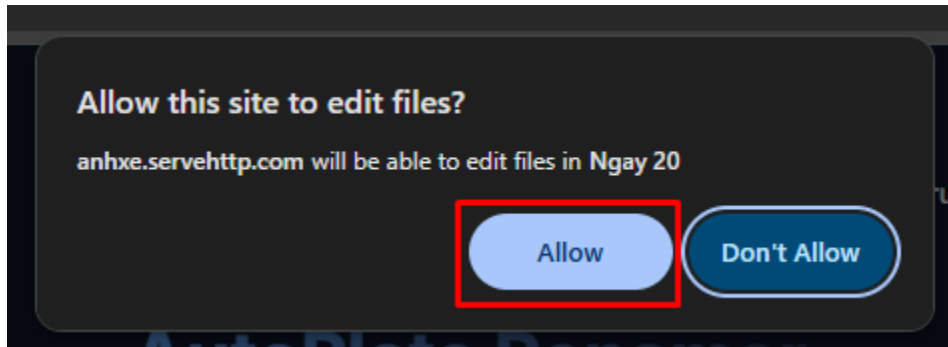 Allow this site to edit files?
anhxe.servehttp.com will be able to edit files in Ngay 20
Allow
Don't Allow